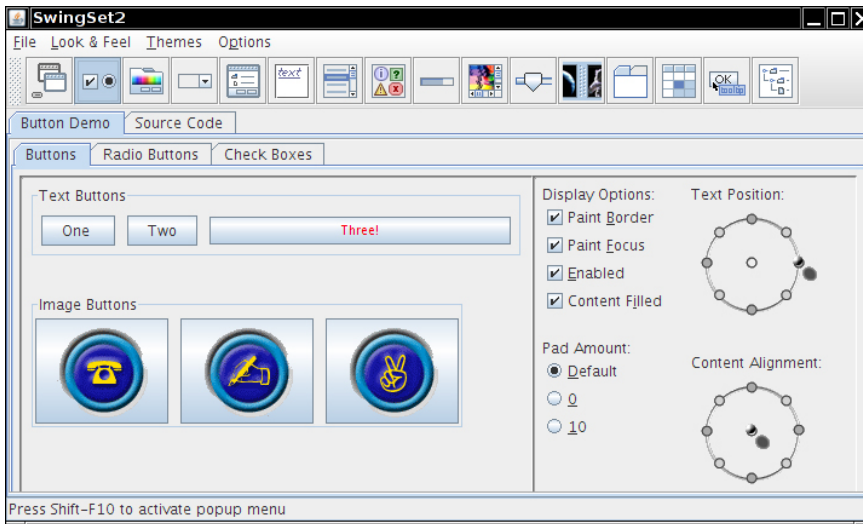 SwingSet2
File Look & Feel Themes Options
text
OK
tooltip
Button Demo Source Code
Buttons Radio Buttons Check Boxes
Text Buttons
One Two Three!
Image Buttons
Display Options:
Paint Border
Paint Focus
Enabled
Content Filled
Pad Amount:
Default
0
10
Text Position:
Content Alignment:
Press Shift-F10 to activate popup menu